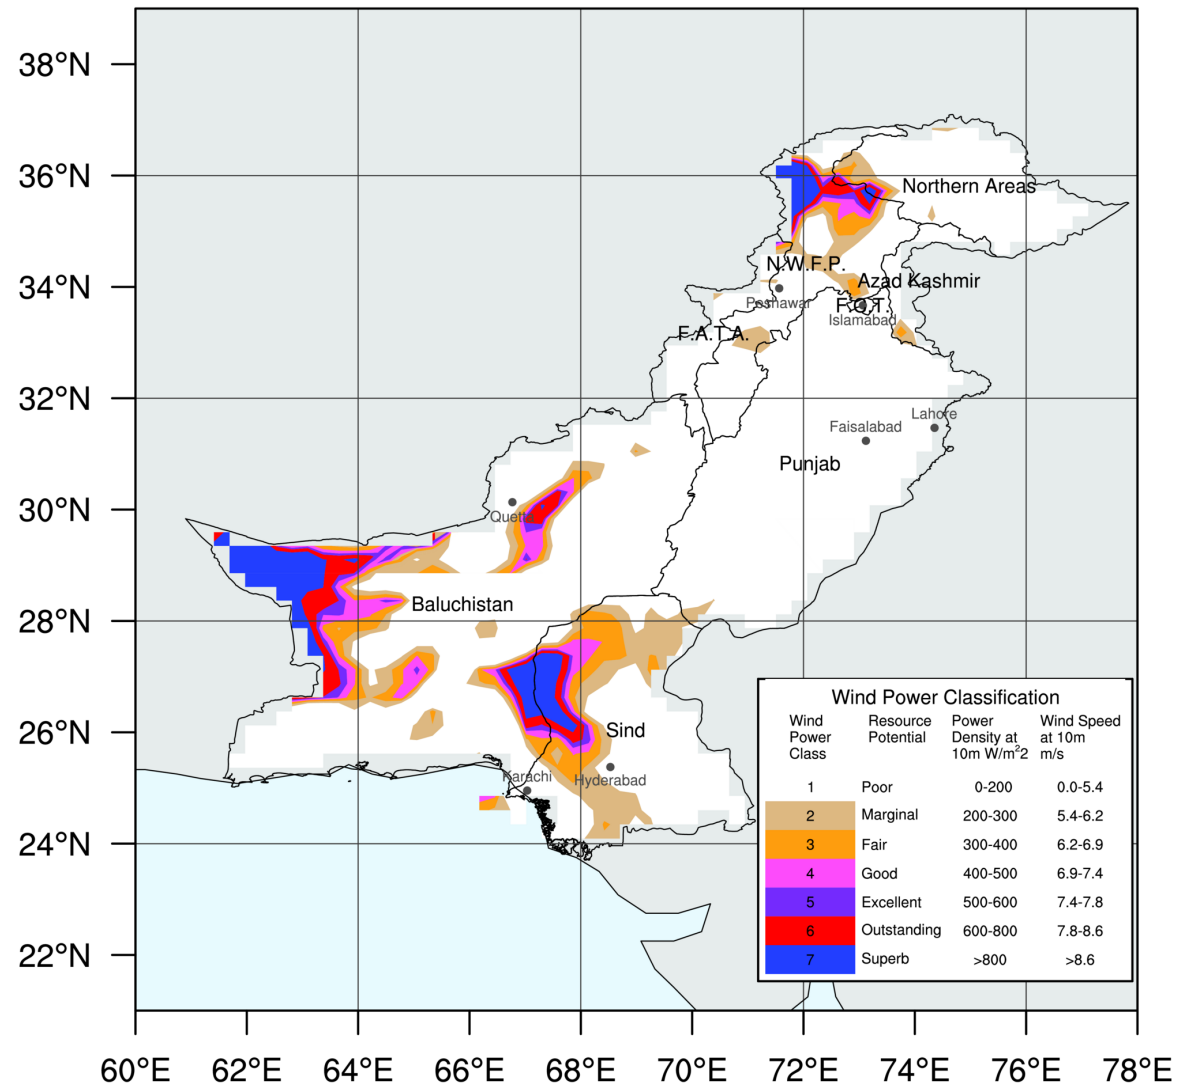 38°N
36°N
34°N
32°N
30°N
28°N
26°N
24°N
22°N
60°E 62°E 64°E 66°E 68°E 70°E 72°E 74°E 76°E 78°E
Northern Areas
N.W.F.P.
Azad Kashmir
Peshawar
F.C.T.
Islamabad
F.A.T.A.
Lahore
Faisalabad
Punjab
Quetta
Baluchistan
Sind
Karachi
Hyderabad
Wind Power Classification
Wind Power Class
Resource Potential
Power Density at 10m W/m²2
Wind Speed at 10m m/s
1 Poor 0-200 0.0-5.4
2 Marginal 200-300 5.4-6.2
3 Fair 300-400 6.2-6.9
4 Good 400-500 6.9-7.4
5 Excellent 500-600 7.4-7.8
6 Outstanding 600-800 7.8-8.6
7 Superb >800 >8.6